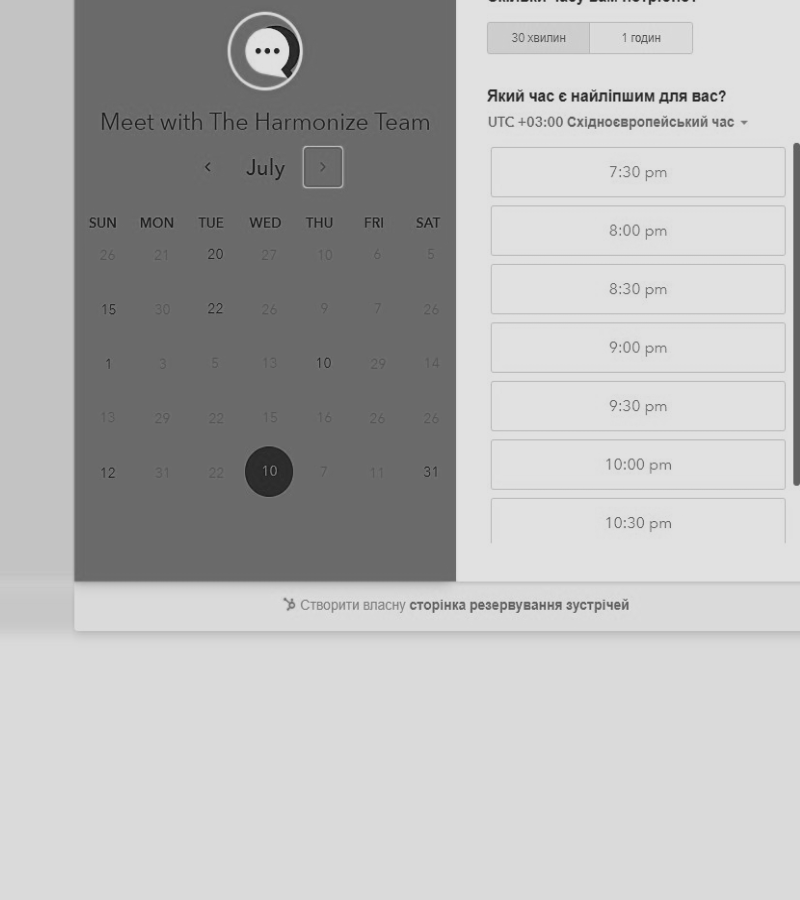 30 хвилин 1 годин
Meet with The Harmonize Team
July
SUN MON TUE WED THU FRI SAT
26 21 20 27 10 6 5
15 30 22 26 9 7 26
1 3 5 13 10 29 14
13 29 22 15 16 26 26
12 31 22 10 7 11 31
Який час є найліпшим для вас?
UTC +03:00 Східноєвропейський час
7:30 pm
8:00 pm
8:30 pm
9:00 pm
9:30 pm
10:00 pm
10:30 pm
Створити власну сторінка резервування зустрічей